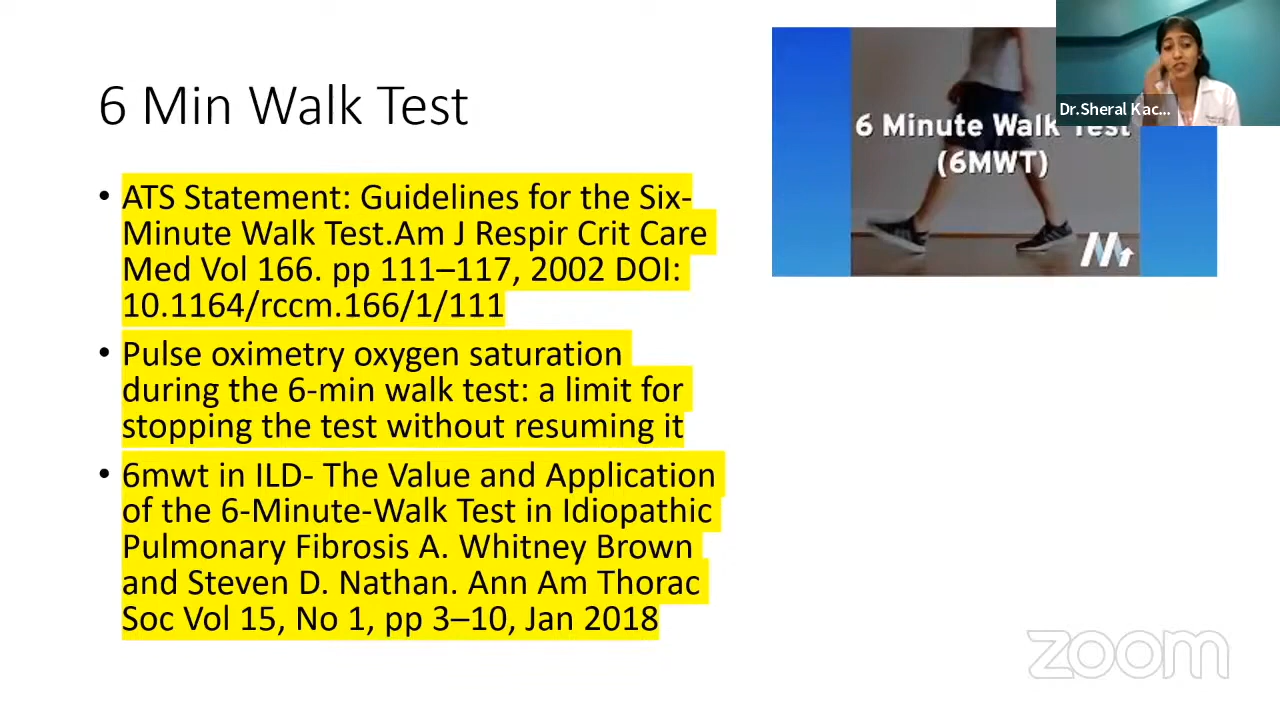 6 Min Walk Test
• ATS Statement: Guidelines for the Six-
Minute Walk Test.Am J Respir Crit Care
Med Vol 166. pp 111–117, 2002 DOI:
10.1164/rccm.166/1/111
• Pulse oximetry oxygen saturation
during the 6-min walk test: a limit for
stopping the test without resuming it
• 6mwt in ILD- The Value and Application
of the 6-Minute-Walk Test in Idiopathic
Pulmonary Fibrosis A. Whitney Brown
and Steven D. Nathan. Ann Am Thorac
Soc Vol 15, No 1, pp 3–10, Jan 2018
6 Minute Walk Test
(6MWT)
Dr.Sheral Kac...
zoom